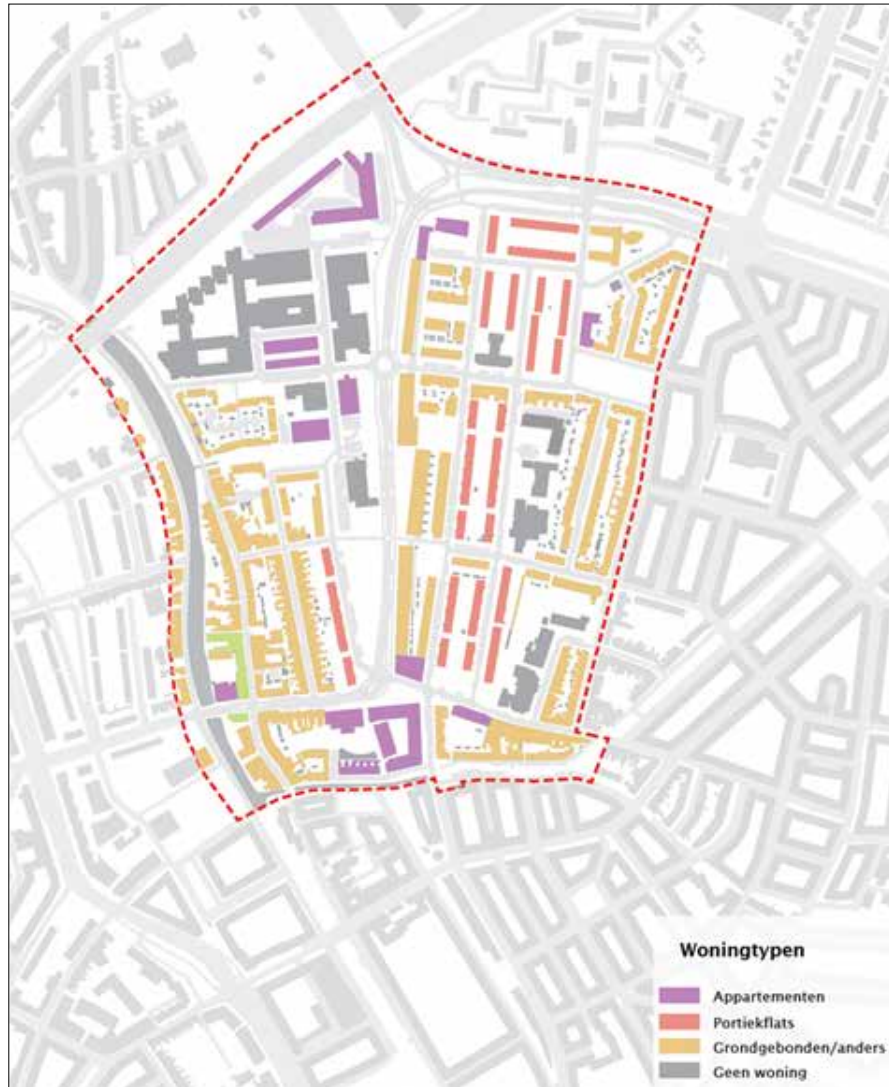 Woningtypen
Appartementen
Portiekflats
Grondgebonden/anders
Geen woning